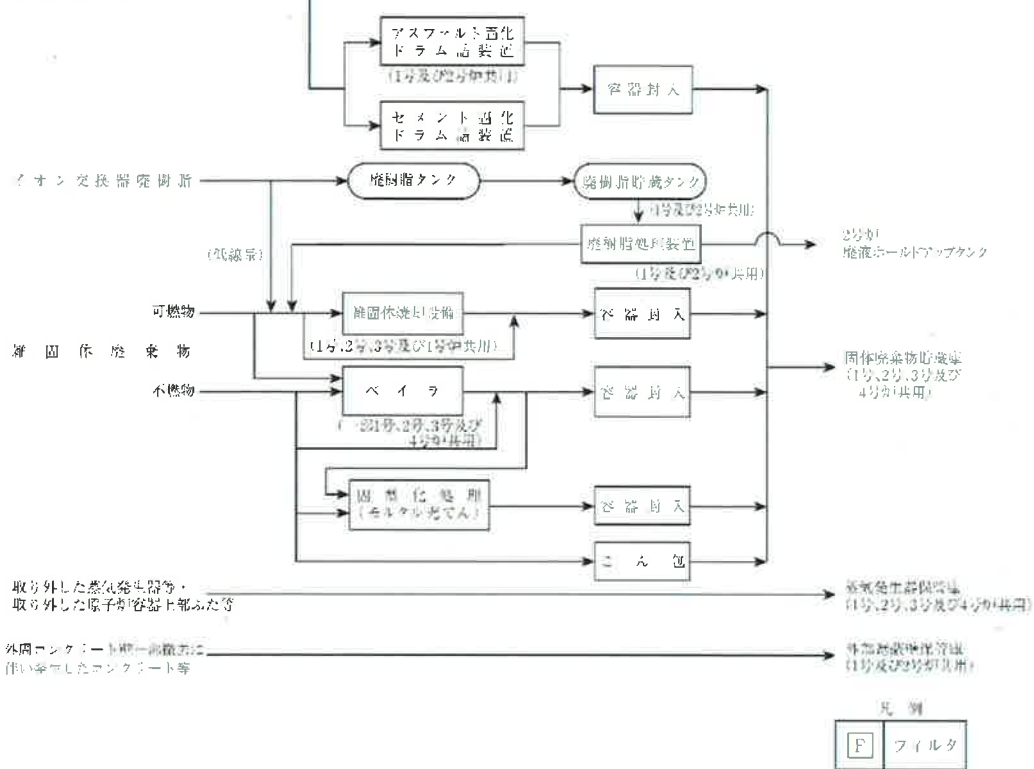 アスファルト固化
ドラム詰装置
(1号及び2号炉共用)
容器封入
セメント固化
ドラム詰装置
イオン交換器廃樹脂
廃樹脂タンク
廃樹脂貯蔵タンク
(1号及び2号炉共用)
(低線量)
廃樹脂処理装置
(1号及び2号炉共用)
2号炉
廃液ホールドアップタンク
可燃物
雑固体焼却設備
容器封入
(1号、2号、3号及び4号炉共用)
雑固体廃棄物
固体廃棄物貯蔵庫
(1号、2号、3号及び
4号炉共用)
不燃物
ベイラ
容器封入
(一部1号、2号、3号及び
4号炉共用)
固型化処理
(モルタル充てん)
容器封入
こん包
取り外した蒸気発生器等・
取り外した原子炉容器上部ふた等
蒸気発生器保管庫
(1号、2号、3号及び4号炉共用)
外周コンクリート壁一部撤去に
伴い発生したコンクリート等
外部遮蔽壁保管庫
(1号及び2号炉共用)
凡例
F フィルタ